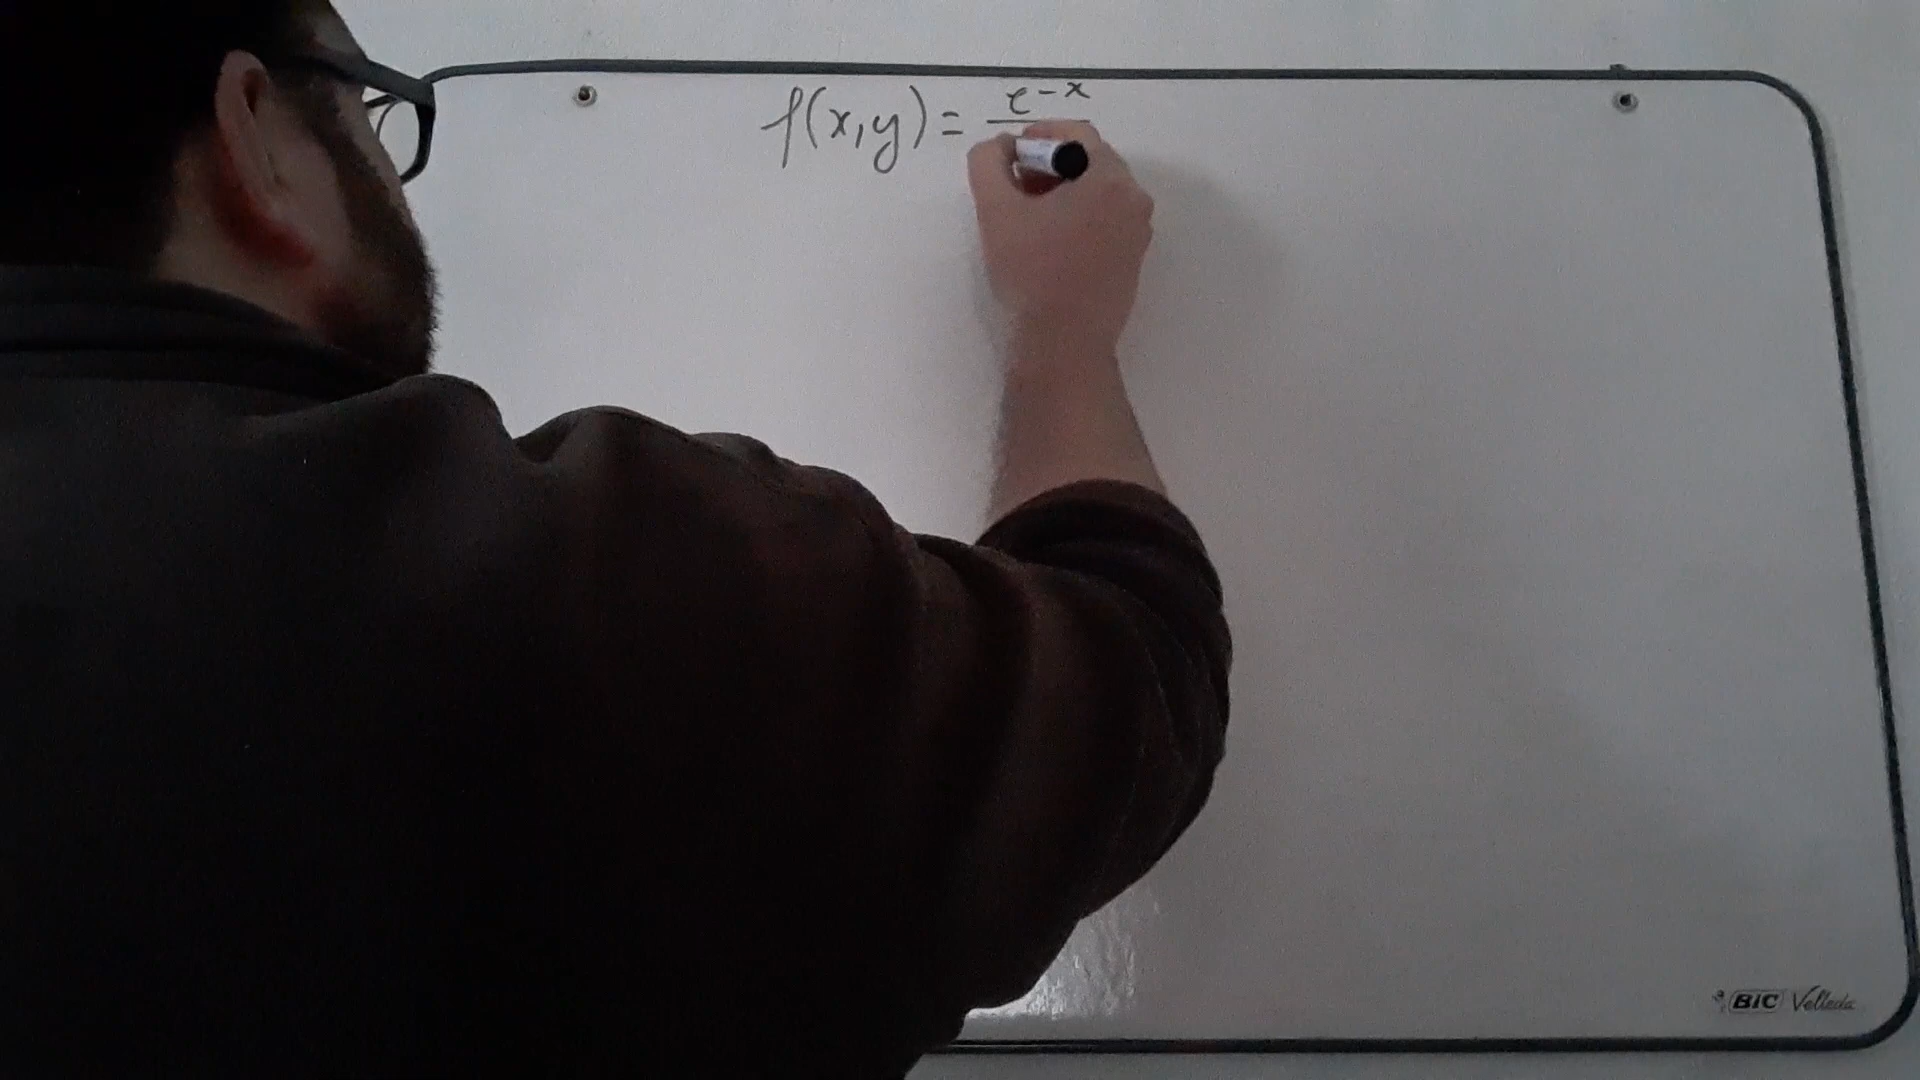 f(x,y) = e^-x
BIC Velleda